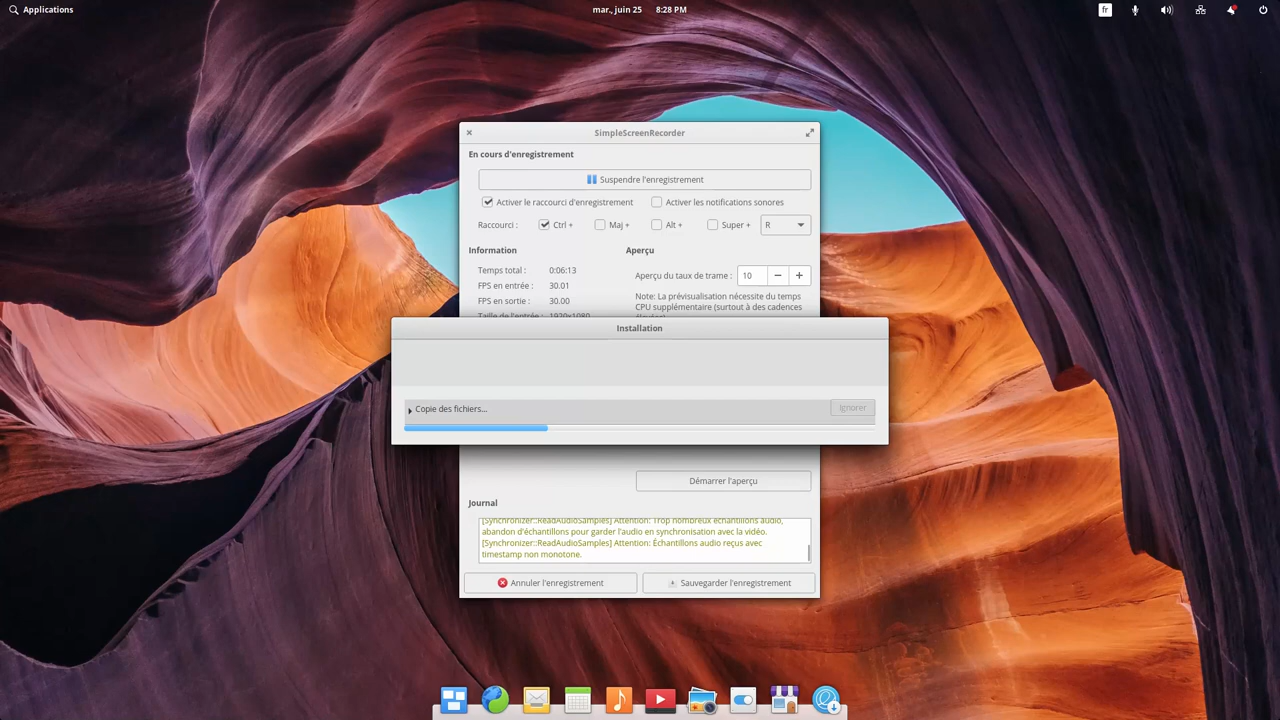 Applications
mar., juin 25 8:28 PM
fr
SimpleScreenRecorder
En cours d'enregistrement
Suspendre l'enregistrement
Activer le raccourci d'enregistrement Activer les notifications sonores
Raccourci : Ctrl + Maj + Alt + Super + R
Information Aperçu
Temps total : 0:06:13
Aperçu du taux de trame : 10
FPS en entrée : 30.01
FPS en sortie : 30.00
Note: La prévisualisation nécesite du temps
CPU supplémentaire (surtout à des cadences
Taille de l'entrée : 1920x1080
Installation
Copie des fichiers...
Ignorer
Démarrer l'aperçu
Journal
[Synchronizer::ReadAudioSamples] Attention: Trop nombreux échantillons audio,
abandon d'échantillons pour garder l'audio en synchronisation avec la vidéo.
[Synchronizer::ReadAudioSamples] Attention: Échantillons audio reçus avec
timestamp non monotone.
Annuler l'enregistrement Sauvegarder l'enregistrement